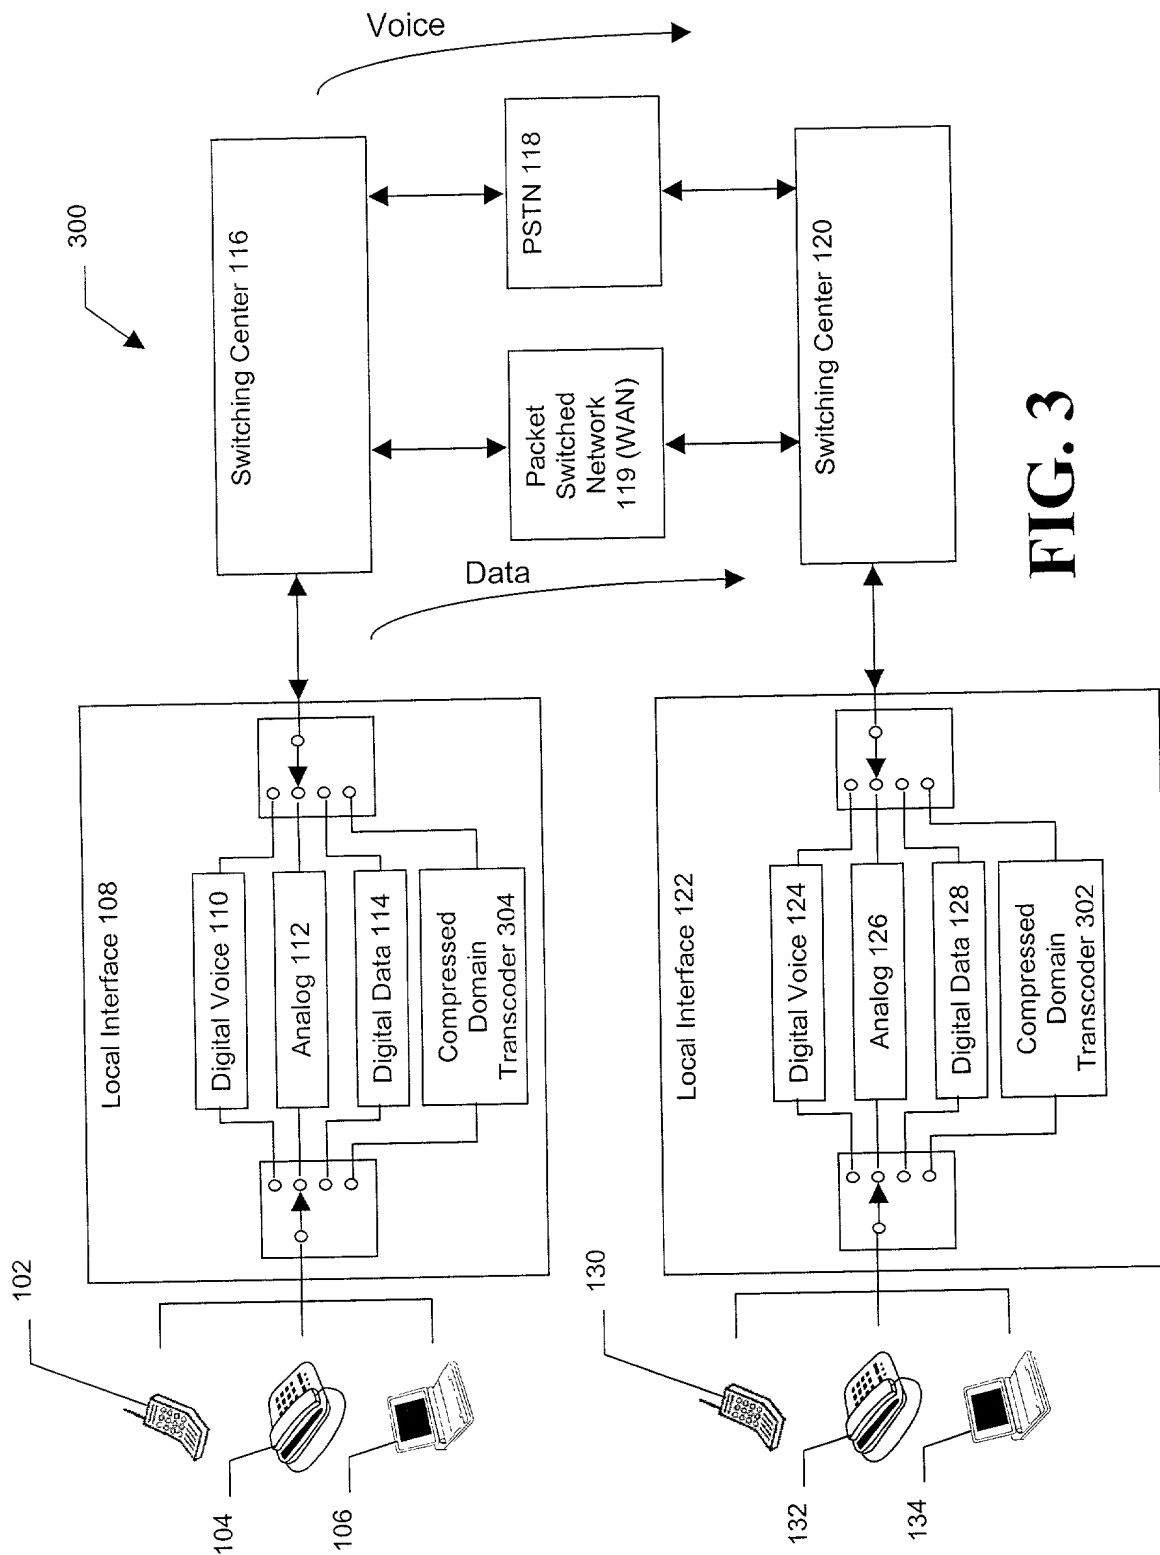 300
Voice
Switching Center 116
PSTN 118
Packet
Switched
Network
119 (WAN)
Data
Switching Center 120
Local Interface 108
Digital Voice 110
Analog 112
Digital Data 114
Compressed
Domain
Transcoder 304
102
104
106
Local Interface 122
Digital Voice 124
Analog 126
Digital Data 128
Compressed
Domain
Transcoder 302
130
132
134
FIG. 3